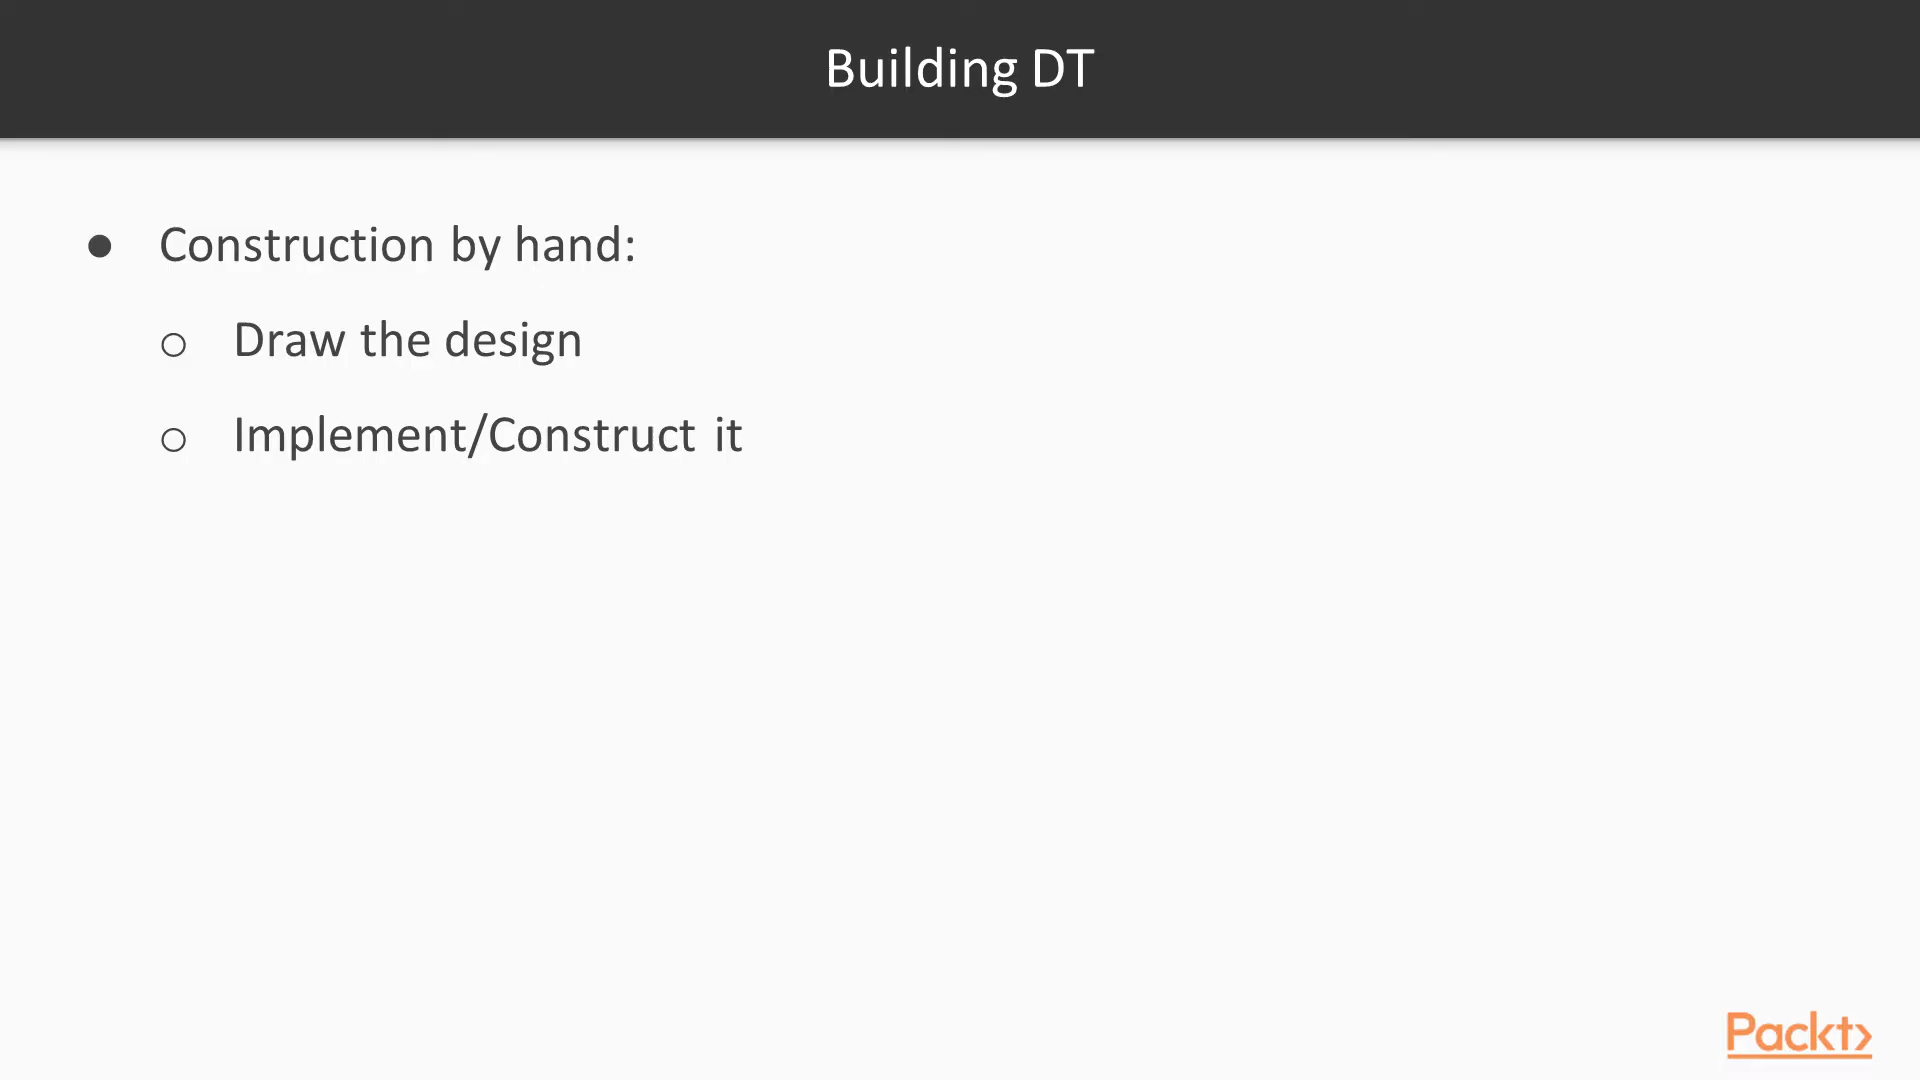 Building DT
● Construction by hand:
○ Draw the design
○ Implement/Construct it
Packt>